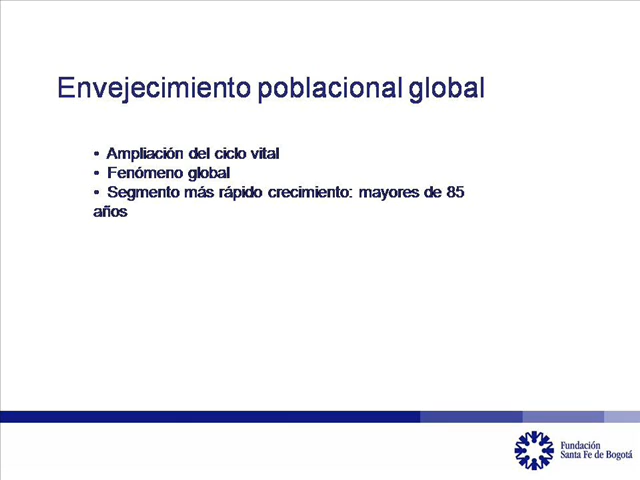 Envejecimiento poblacional global
• Ampliación del ciclo vital
• Fenómeno global
• Segmento más rápido crecimiento: mayores de 85
años
Fundación
Santa Fe de Bogotá